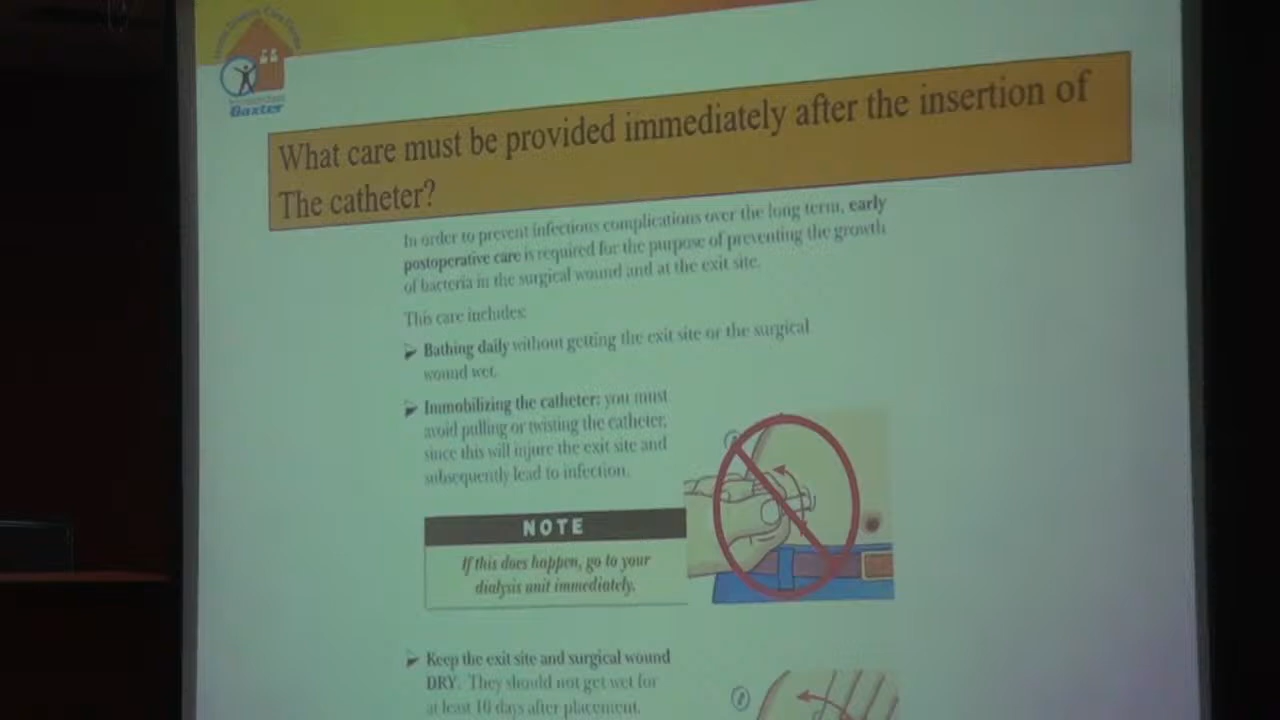 Baxter
What care must be provided immediately after the insertion of
The catheter?
In order to prevent infectious complications over the long term, early
postoperative care is required for the purpose of preventing the growth
of bacteria in the surgical wound and at the exit site.
This care includes:
Bathing daily without getting the exit site or the surgical
wound wet.
Immobilizing the catheter: you must
avoid pulling or twisting the catheter,
since this will injure the exit site and
subsequently lead to infection.
NOTE
If this does happen, go to your
dialysis unit immediately.
Keep the exit site and surgical wound
DRY. They should not get wet for
at least 10 days after placement.